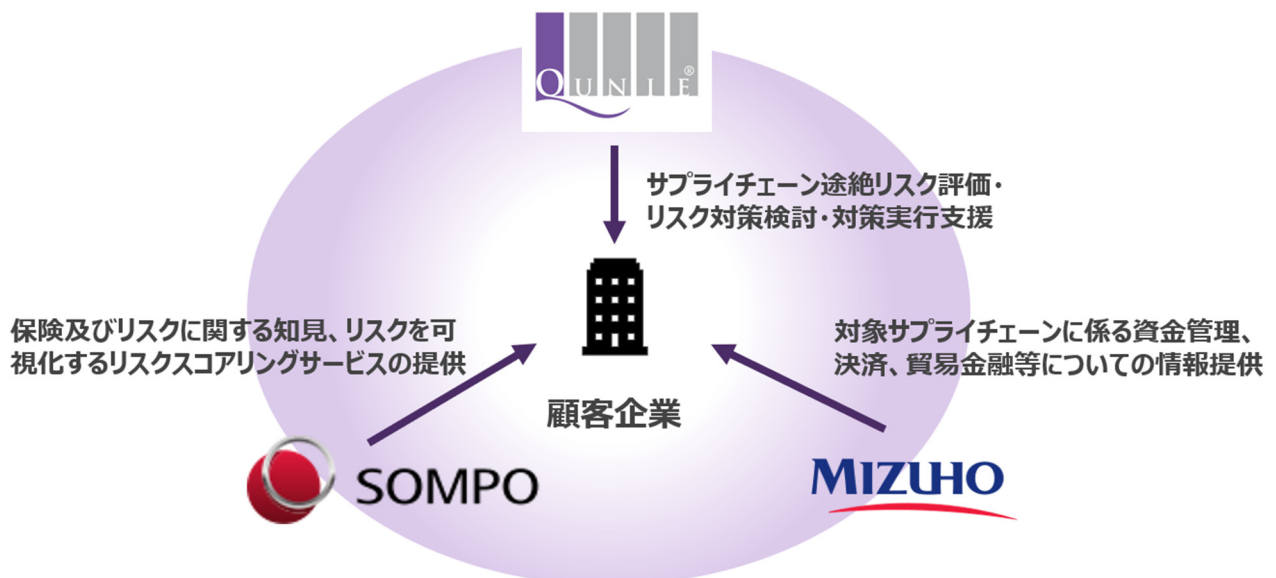 QUNIE®
サプライチェーン途絶リスク評価・
リスク対策検討・対策実行支援
保険及びリスクに関する知見、リスクを可
視化するリスクスコアリングサービスの提供
対象サプライチェーンに係る資金管理、
決済、貿易金融等についての情報提供
顧客企業
SOMPO
MIZUHO